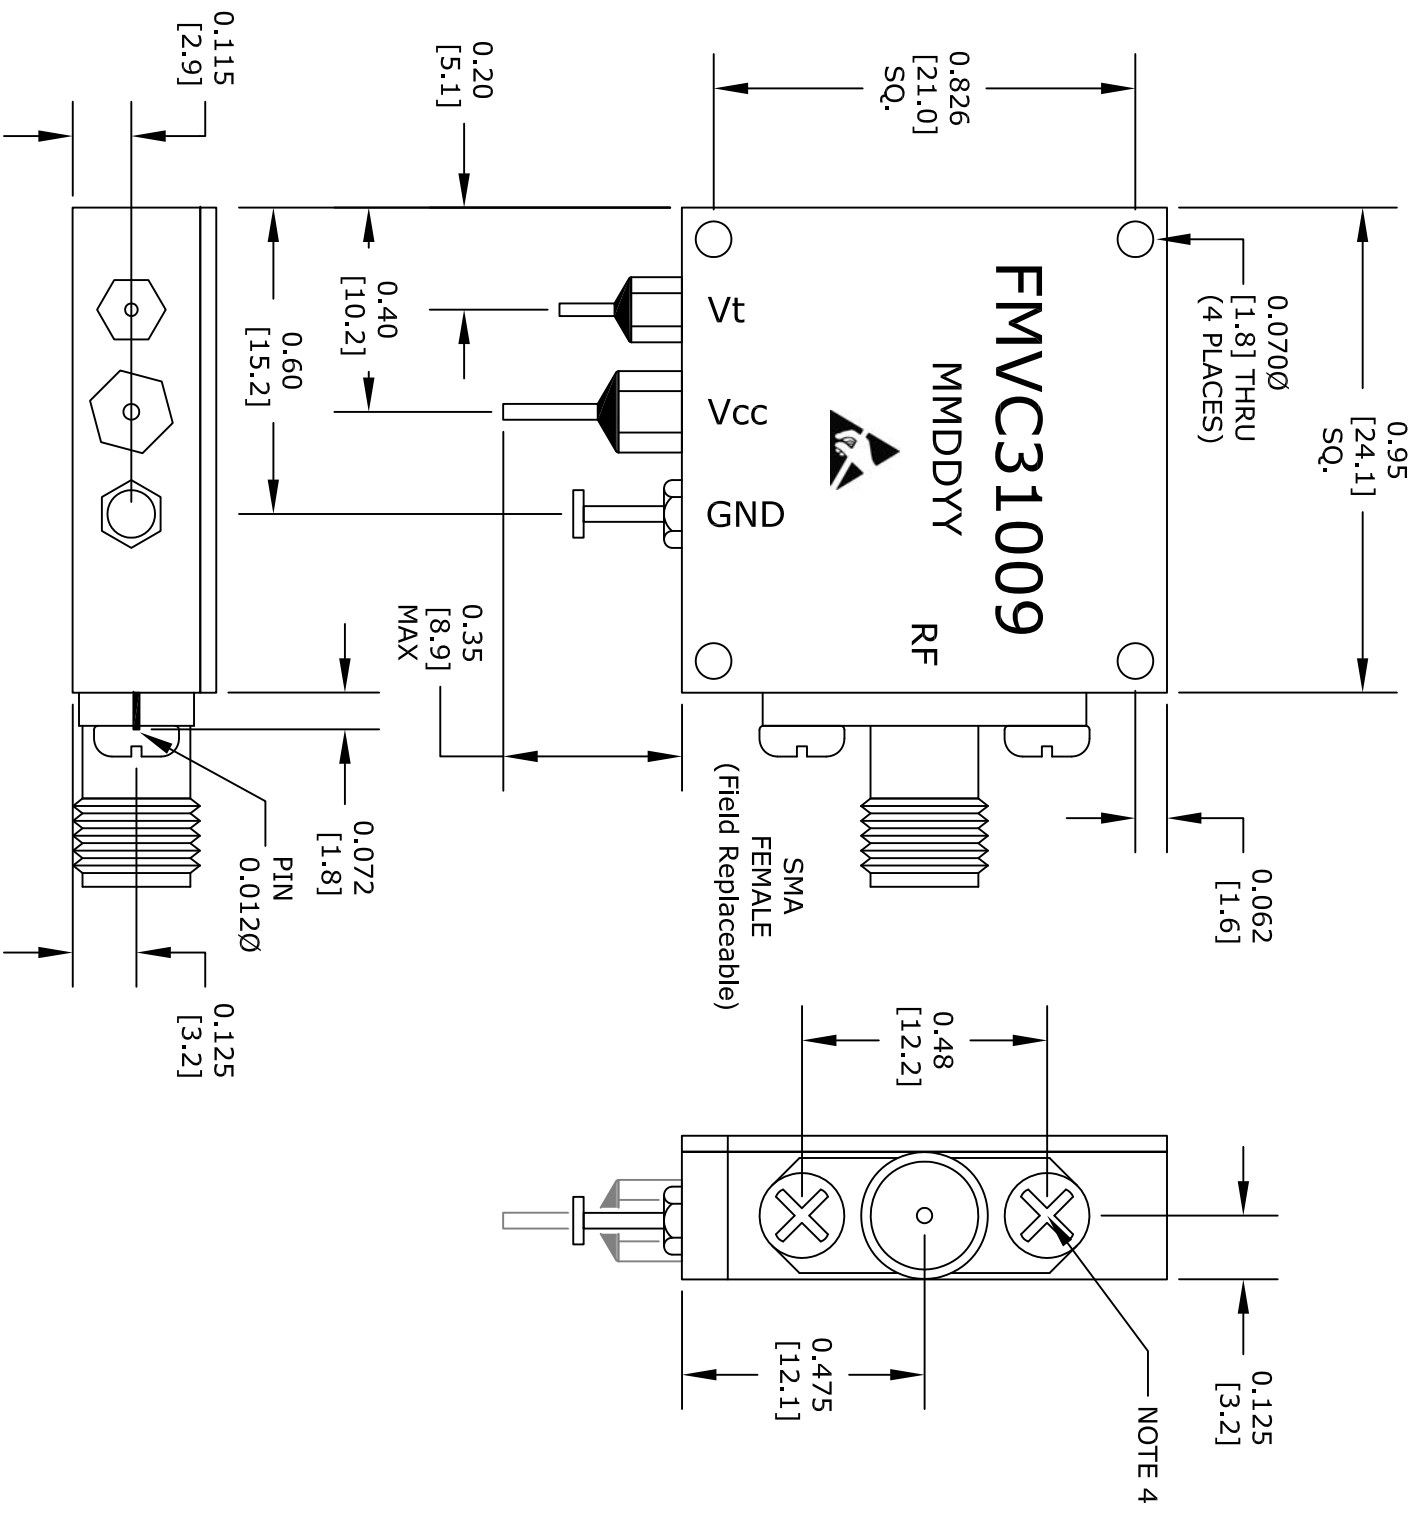 0.95
[24.1]
SQ.
0.070Ø
[1.8] THRU
(4 PLACES)
0.062
[1.6]
0.125
[3.2]
NOTE 4
0.826
[21.0]
SQ.
FMVC31009
MMDDYY
RF
Vt
Vcc
GND
SMA
FEMALE
(Field Replaceable)
0.48
[12.2]
0.475
[12.1]
0.20
[5.1]
0.40
[10.2]
0.60
[15.2]
0.35
[8.9]
MAX
0.072
[1.8]
PIN
0.012Ø
0.115
[2.9]
0.125
[3.2]